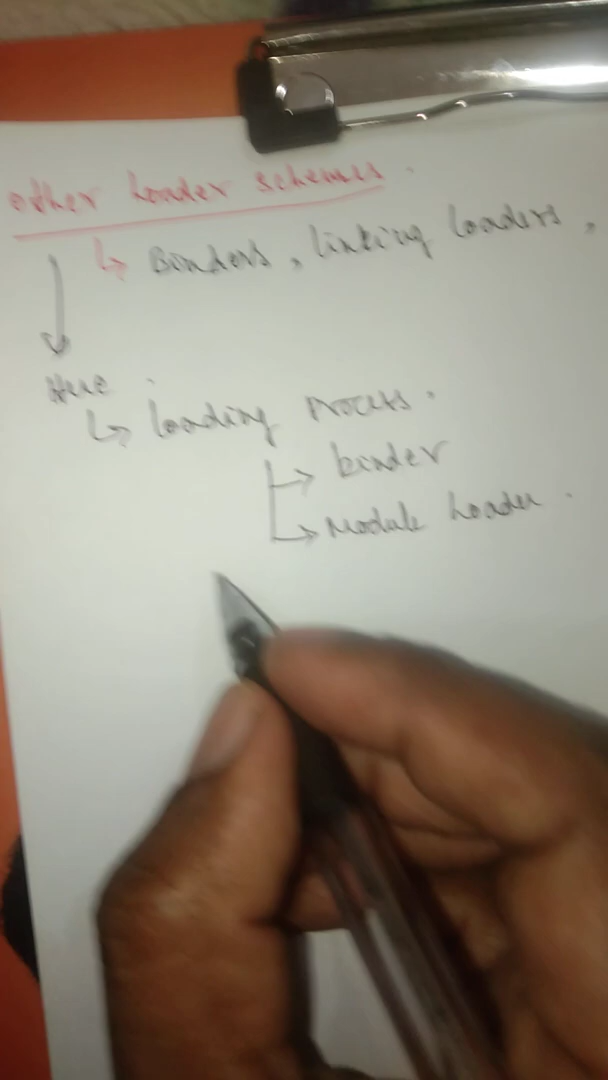 other Loader schemes.
↳ Binders, linking loaders,
Here
↳ loading process.
→ binder
→ Module Loader.